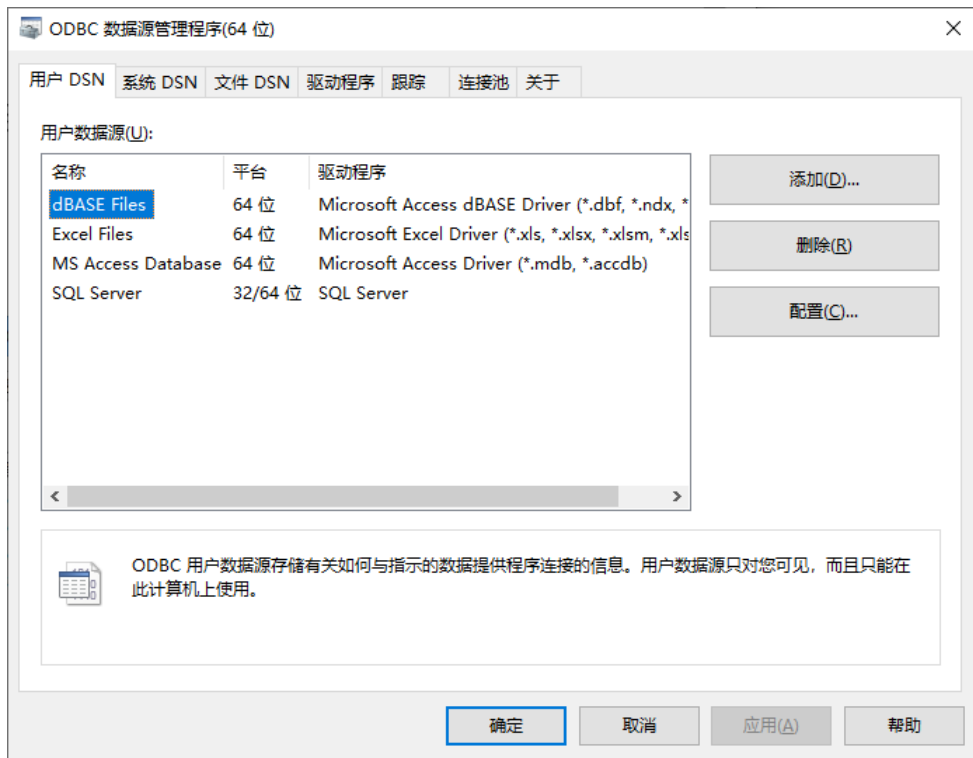 ODBC 数据源管理程序(64 位)
用户 DSN 系统 DSN 文件 DSN 驱动程序 跟踪 连接池 关于
用户数据源(U):
名称 平台 驱动程序
dBASE Files 64 位 Microsoft Access dBASE Driver (*.dbf, *.ndx, *
Excel Files 64 位 Microsoft Excel Driver (*.xls, *.xlsx, *.xlsm, *.xls
MS Access Database 64 位 Microsoft Access Driver (*.mdb, *.accdb)
SQL Server 32/64 位 SQL Server
添加(D)...
删除(R)
配置(C)...
ODBC 用户数据源存储有关如何与指示的数据提供程序连接的信息。用户数据源只对您可见，而且只能在
此计算机上使用。
确定 取消 应用(A) 帮助